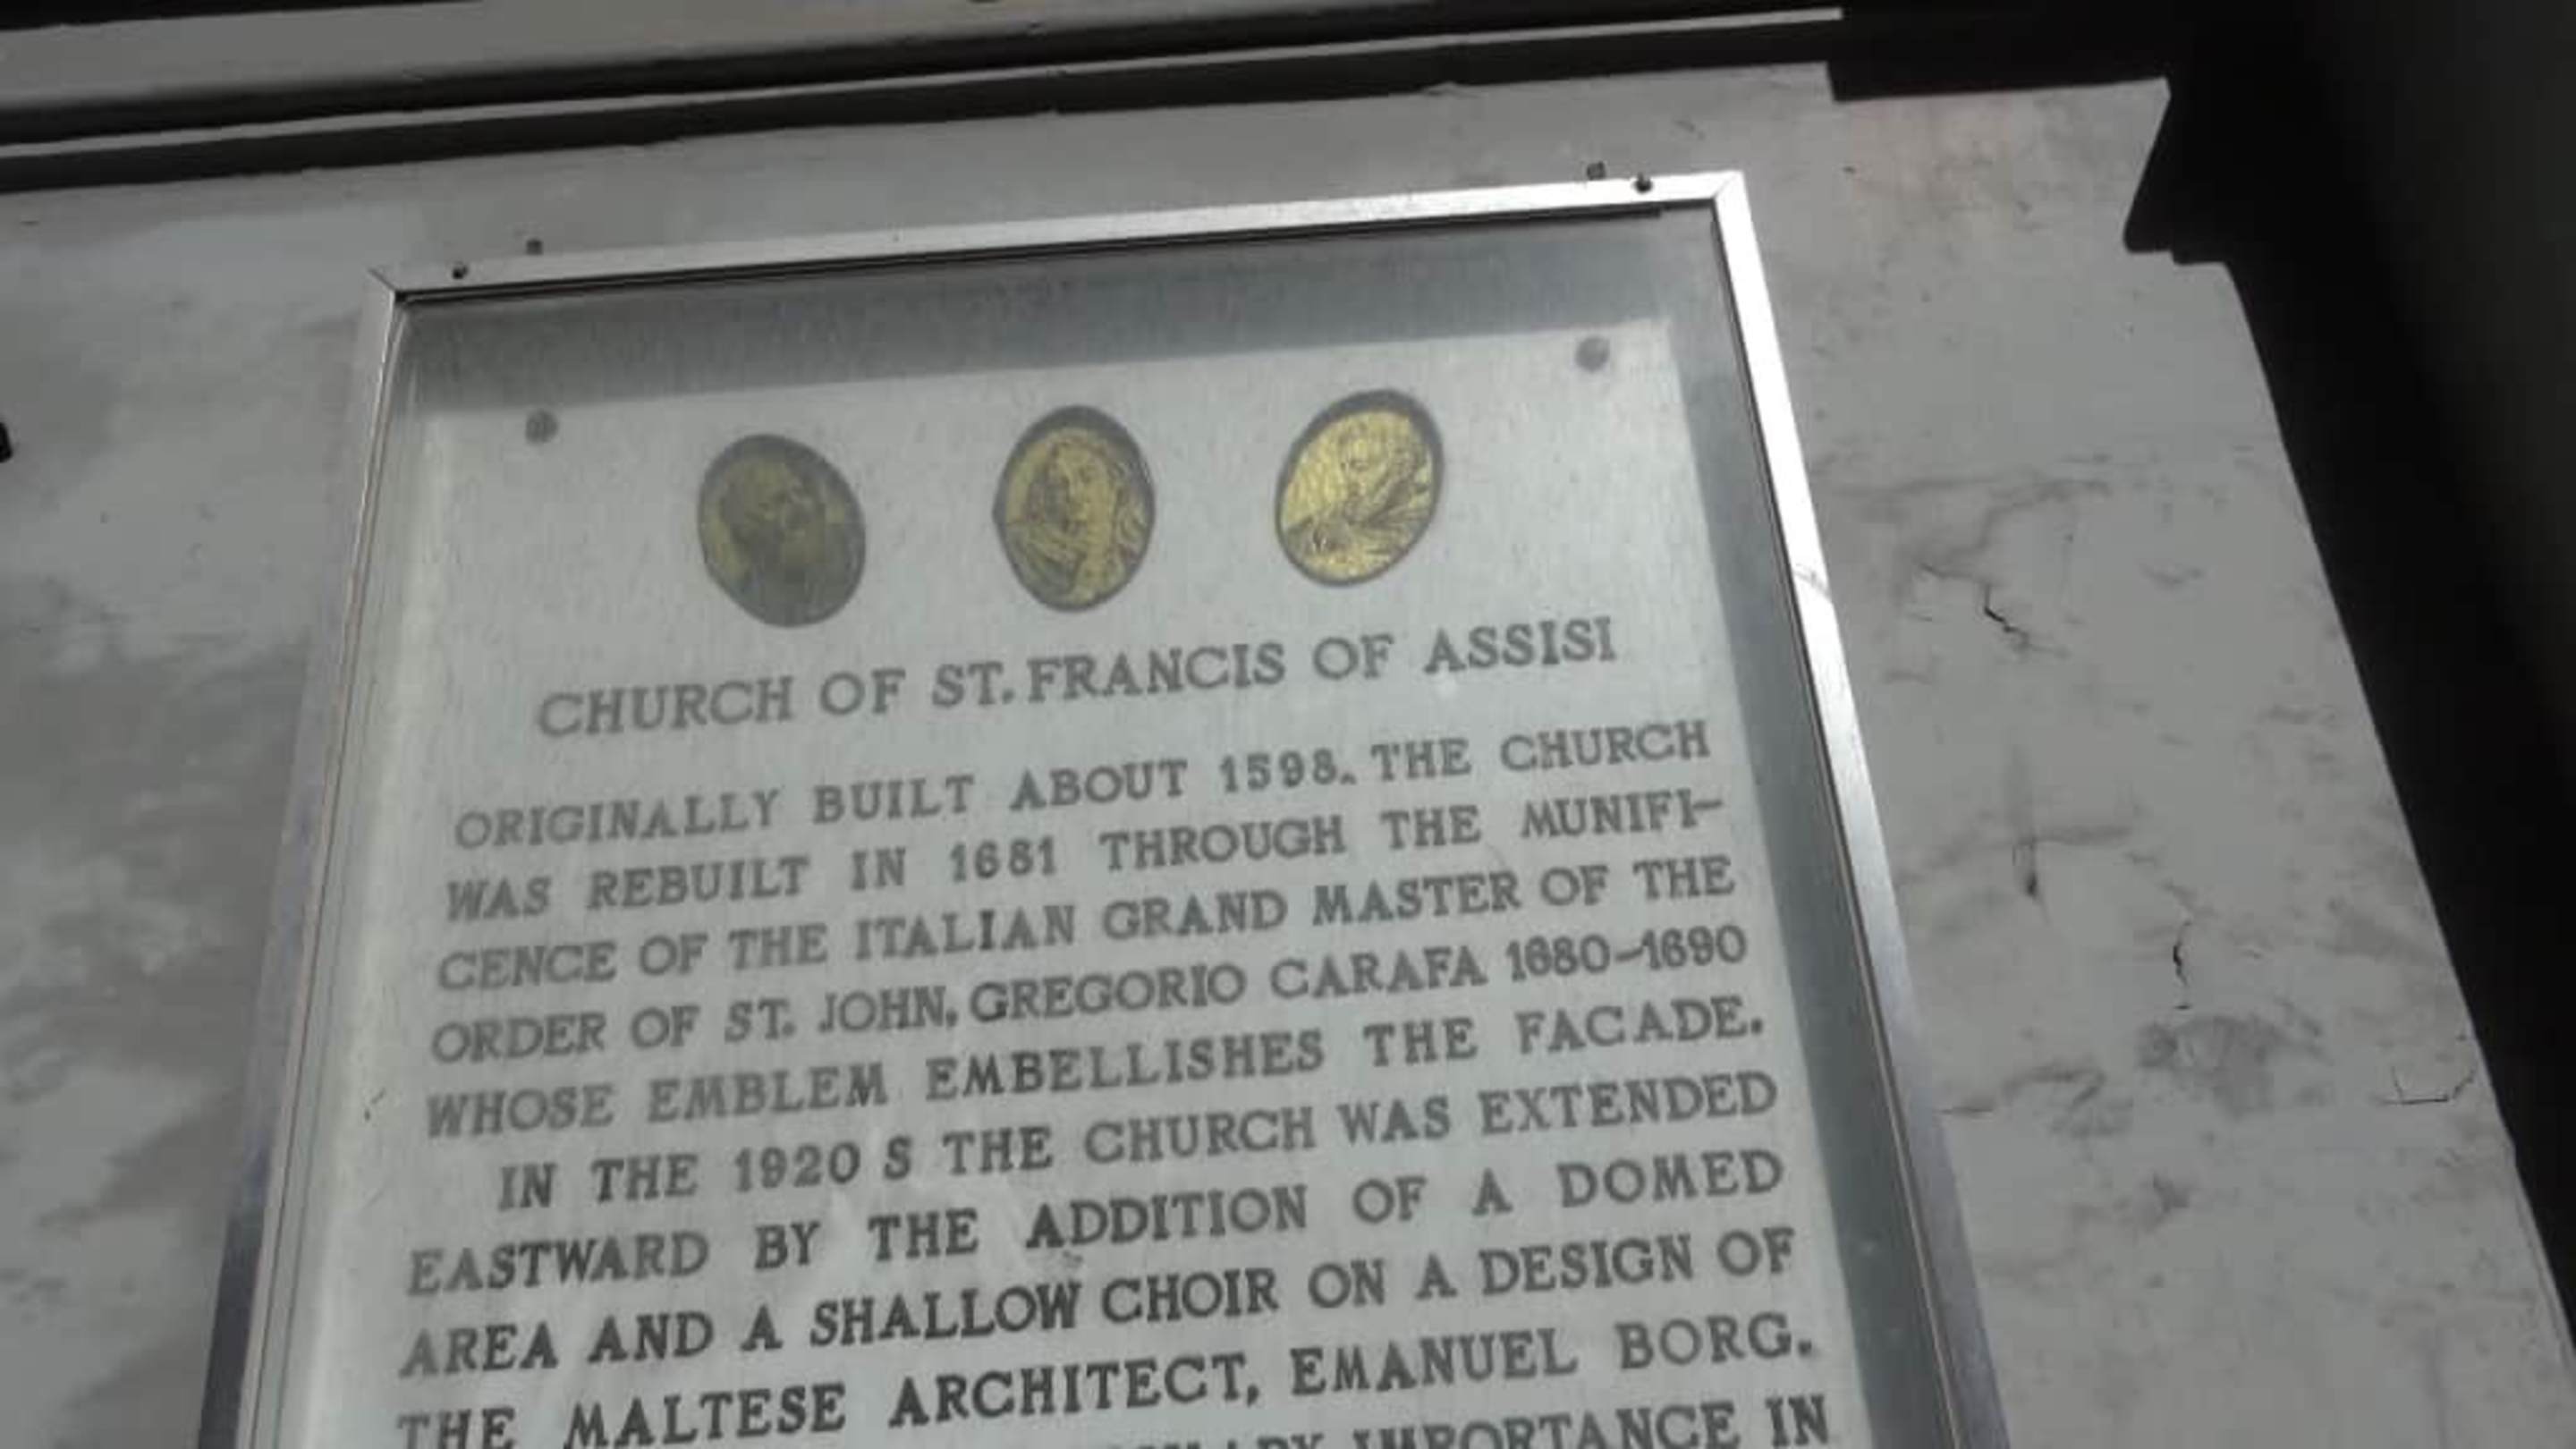 CHURCH OF ST. FRANCIS OF ASSISI
ORIGINALLY BUILT ABOUT 1598. THE CHURCH
WAS REBUILT IN 1681 THROUGH THE MUNIFI-
CENCE OF THE ITALIAN GRAND MASTER OF THE
ORDER OF ST. JOHN, GREGORIO CARAFA 1680-1690
WHOSE EMBLEM EMBELLISHES THE FACADE.
IN THE 1920 S THE CHURCH WAS EXTENDED
EASTWARD BY THE ADDITION OF A DOMED
AREA AND A SHALLOW CHOIR ON A DESIGN OF
THE MALTESE ARCHITECT, EMANUEL BORG.
IMPORTANCE IN